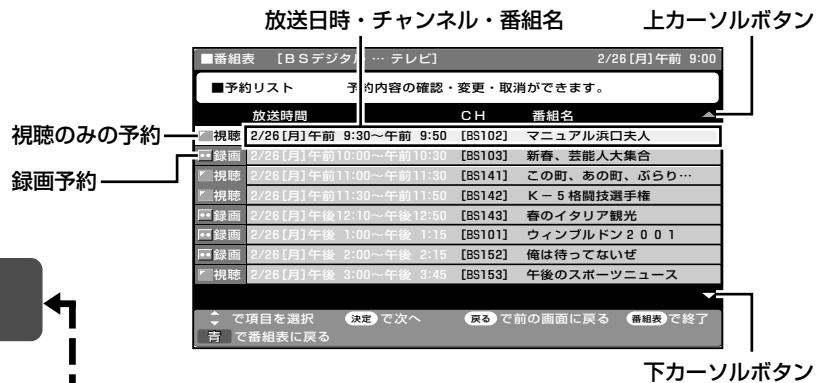 放送日時・チャンネル・番組名
上カーソルボタン
■番組表 [BSデジタル … テレビ] 2/26[月]午前 9:00
■予約リスト 予約内容の確認・変更・取消ができます。
放送時間 CH 番組名
視聴のみの予約
視聴 2/26[月]午前 9:30～午前 9:50 [BS102] マニュアル浜口夫人
録画予約
録画 2/26[月]午前10:00～午前10:30 [BS103] 新春、芸能人大集合
視聴 2/26[月]午前11:00～午前11:30 [BS141] この町、あの町、ぶらり…
視聴 2/26[月]午前11:30～午前11:50 [BS142] K－5格闘技選手権
録画 2/26[月]午後12:10～午後12:50 [BS143] 春のイタリア観光
録画 2/26[月]午後 1:00～午後 1:15 [BS101] ウィンブルドン2001
録画 2/26[月]午後 2:00～午後 2:15 [BS152] 俺は待ってないぜ
視聴 2/26[月]午後 3:00～午後 3:45 [BS153] 午後のスポーツニュース
で項目を選択 決定 で次へ 戻る で前の画面に戻る 番組表 で終了
青 で番組表に戻る
下カーソルボタン